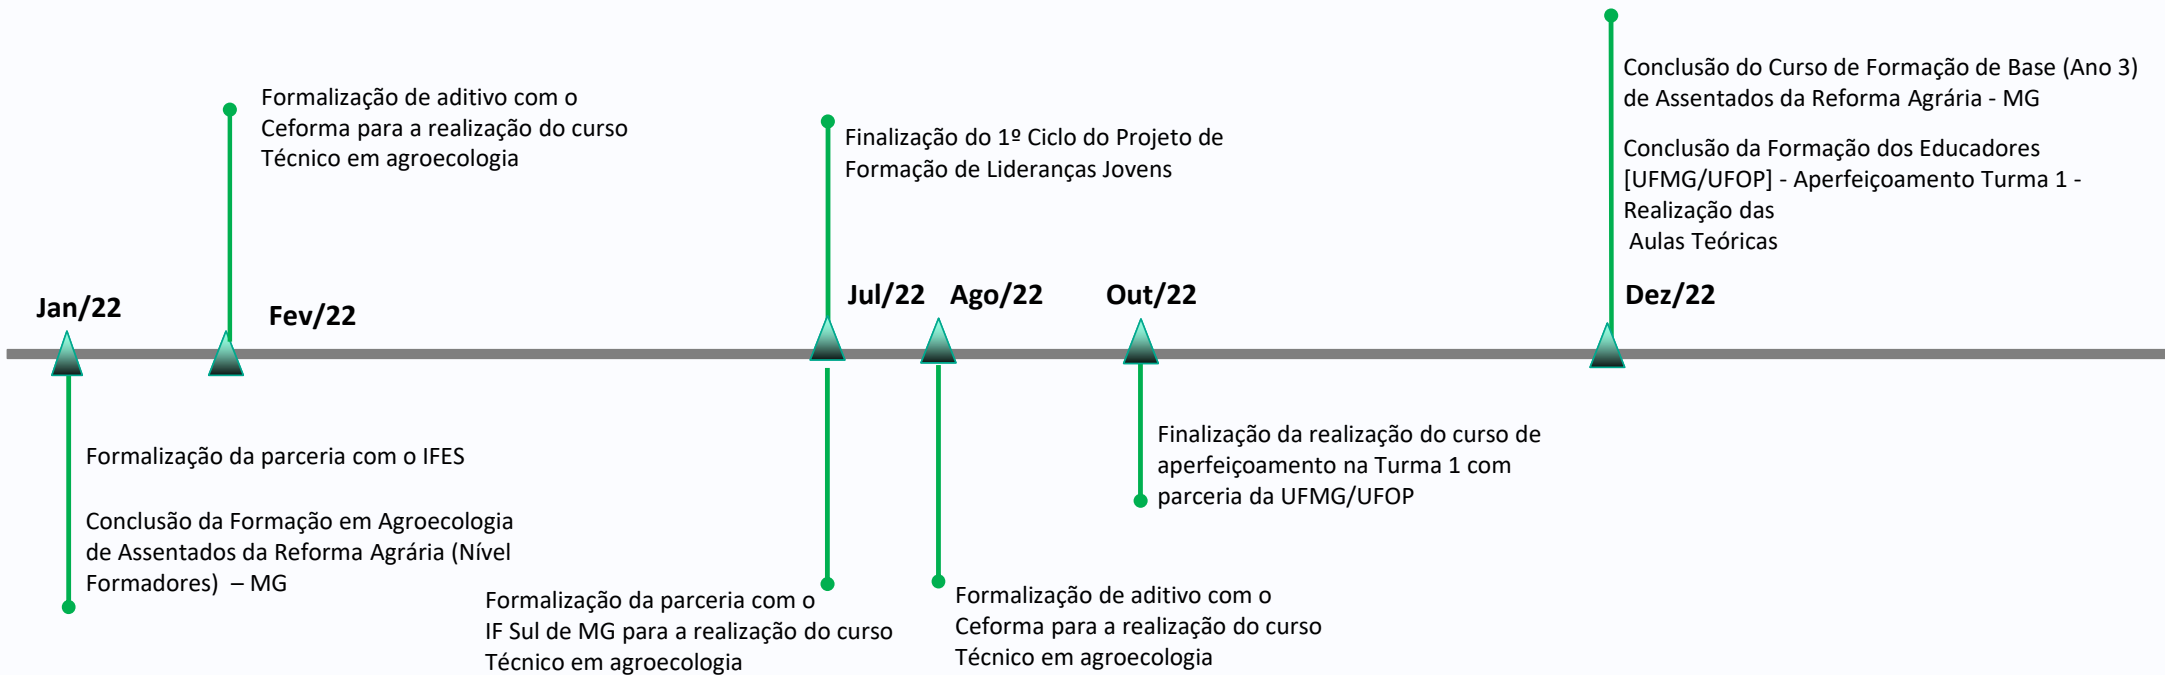 Jan/22
Formalização da parceria com o IFES
Conclusão da Formação em Agroecologia
de Assentados da Reforma Agrária (Nível
Formadores) – MG
Formalização de aditivo com o
Ceforma para a realização do curso
Técnico em agroecologia
Fev/22
Finalização do 1º Ciclo do Projeto de
Formação de Lideranças Jovens
Jul/22
Formalização da parceria com o
IF Sul de MG para a realização do curso
Técnico em agroecologia
Ago/22
Formalização de aditivo com o
Ceforma para a realização do curso
Técnico em agroecologia
Out/22
Finalização da realização do curso de
aperfeiçoamento na Turma 1 com
parceria da UFMG/UFOP
Conclusão do Curso de Formação de Base (Ano 3)
de Assentados da Reforma Agrária - MG
Conclusão da Formação dos Educadores
[UFMG/UFOP] - Aperfeiçoamento Turma 1 -
Realização das
Aulas Teóricas
Dez/22